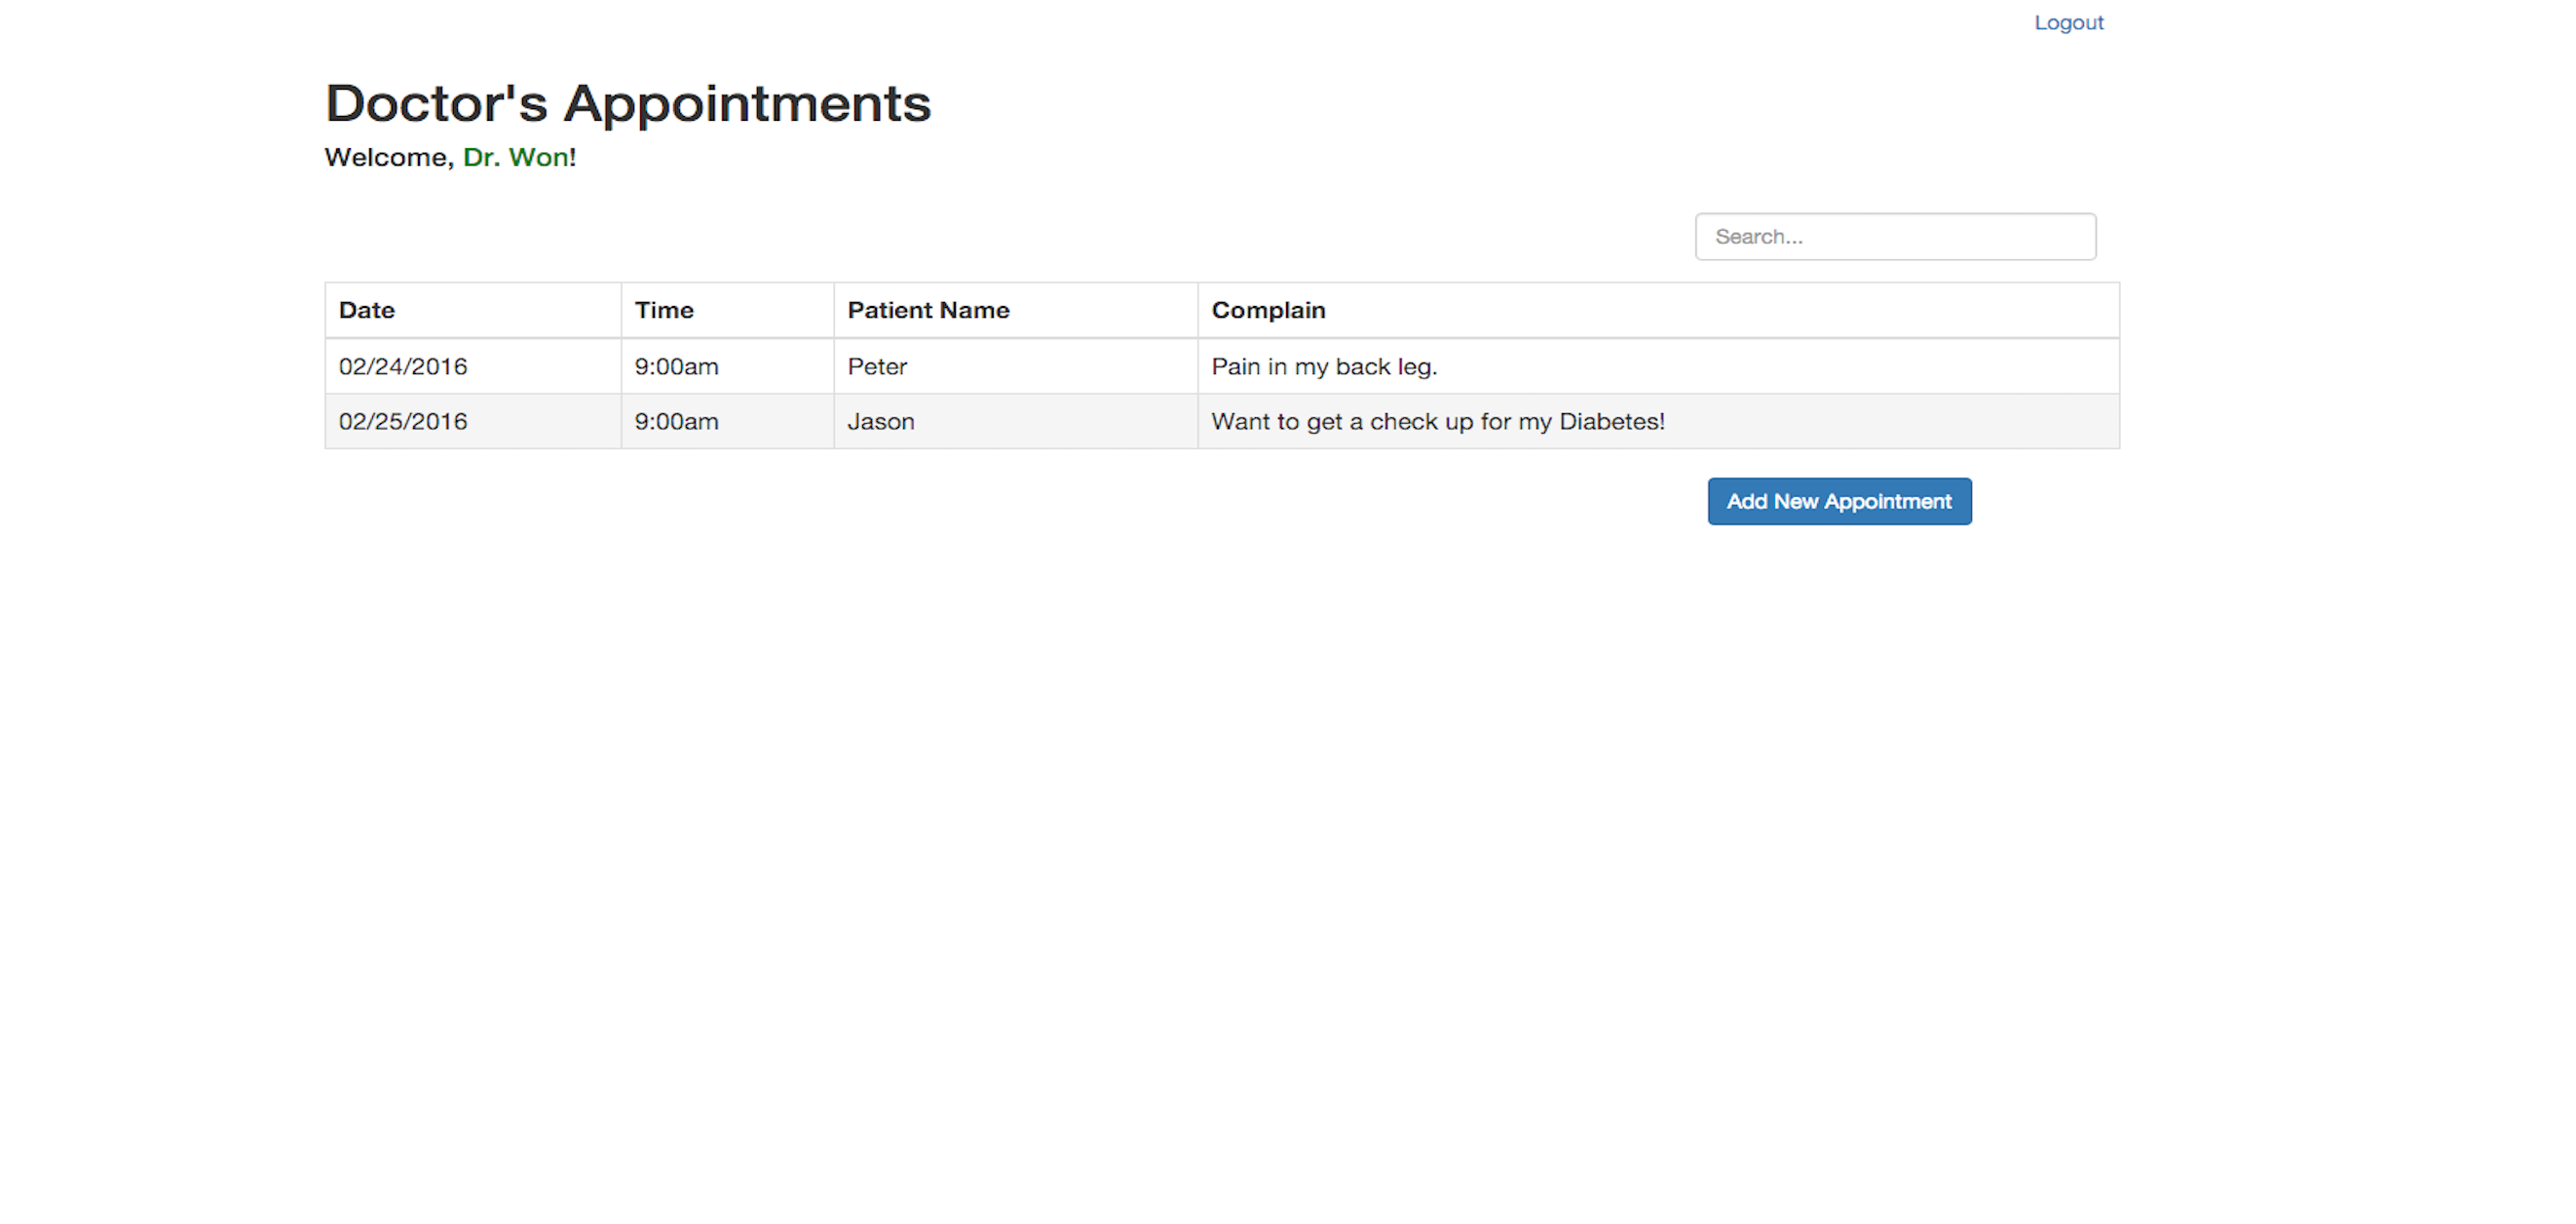 Logout
Doctor's Appointments
Welcome, Dr. Won!
Search...
Date Time Patient Name Complain
02/24/2016 9:00am Peter Pain in my back leg.
02/25/2016 9:00am Jason Want to get a check up for my Diabetes!
Add New Appointment